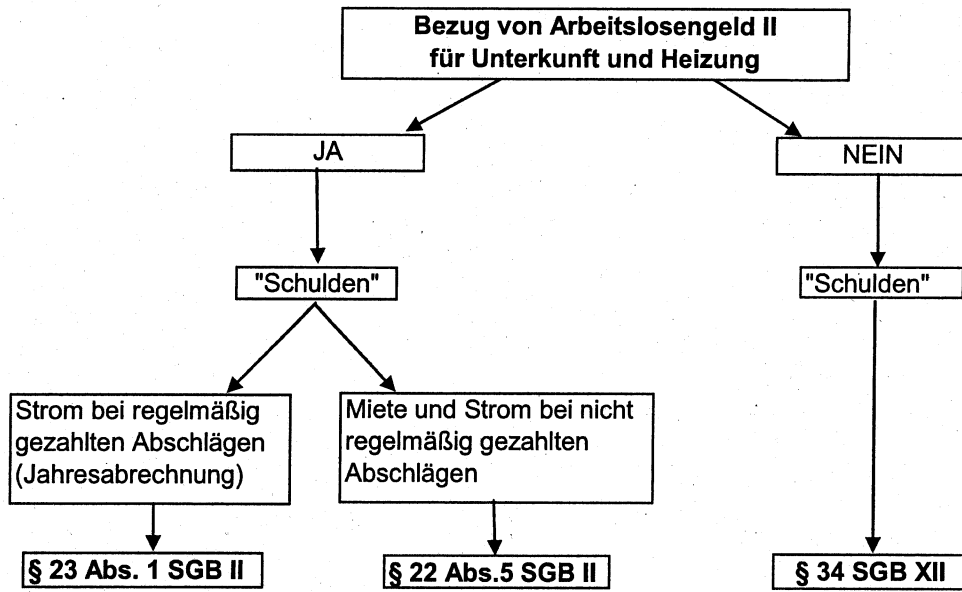 Bezug von Arbeitslosengeld II
für Unterkunft und Heizung
JA
NEIN
"Schulden"
"Schulden"
Strom bei regelmäßig
gezahlten Abschlägen
(Jahresabrechnung)
Miete und Strom bei nicht
regelmäßig gezahlten
Abschlägen
§ 23 Abs. 1 SGB II
§ 22 Abs.5 SGB II
§ 34 SGB XII